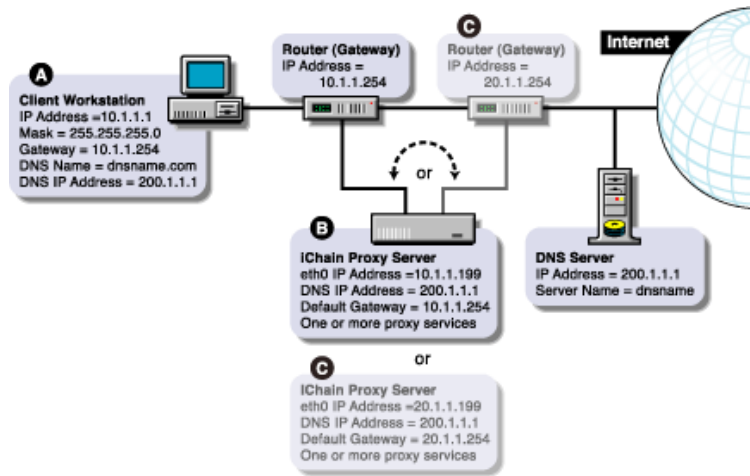 A
Client Workstation
IP Address =10.1.1.1
Mask = 255.255.255.0
Gateway = 10.1.1.254
DNS Name = dnsname.com
DNS IP Address = 200.1.1.1
Router (Gateway)
IP Address =
10.1.1.254
C
Router (Gateway)
IP Address =
20.1.1.254
Internet
or
B
iChain Proxy Server
eth0 IP Address =10.1.1.199
DNS IP Address = 200.1.1.1
Default Gateway = 10.1.1.254
One or more proxy services
DNS Server
IP Address = 200.1.1.1
Server Name = dnsname
or
C
IChain Proxy Server
eth0 IP Address =20.1.1.199
DNS IP Address = 200.1.1.1
Default Gateway = 20.1.1.254
One or more proxy services